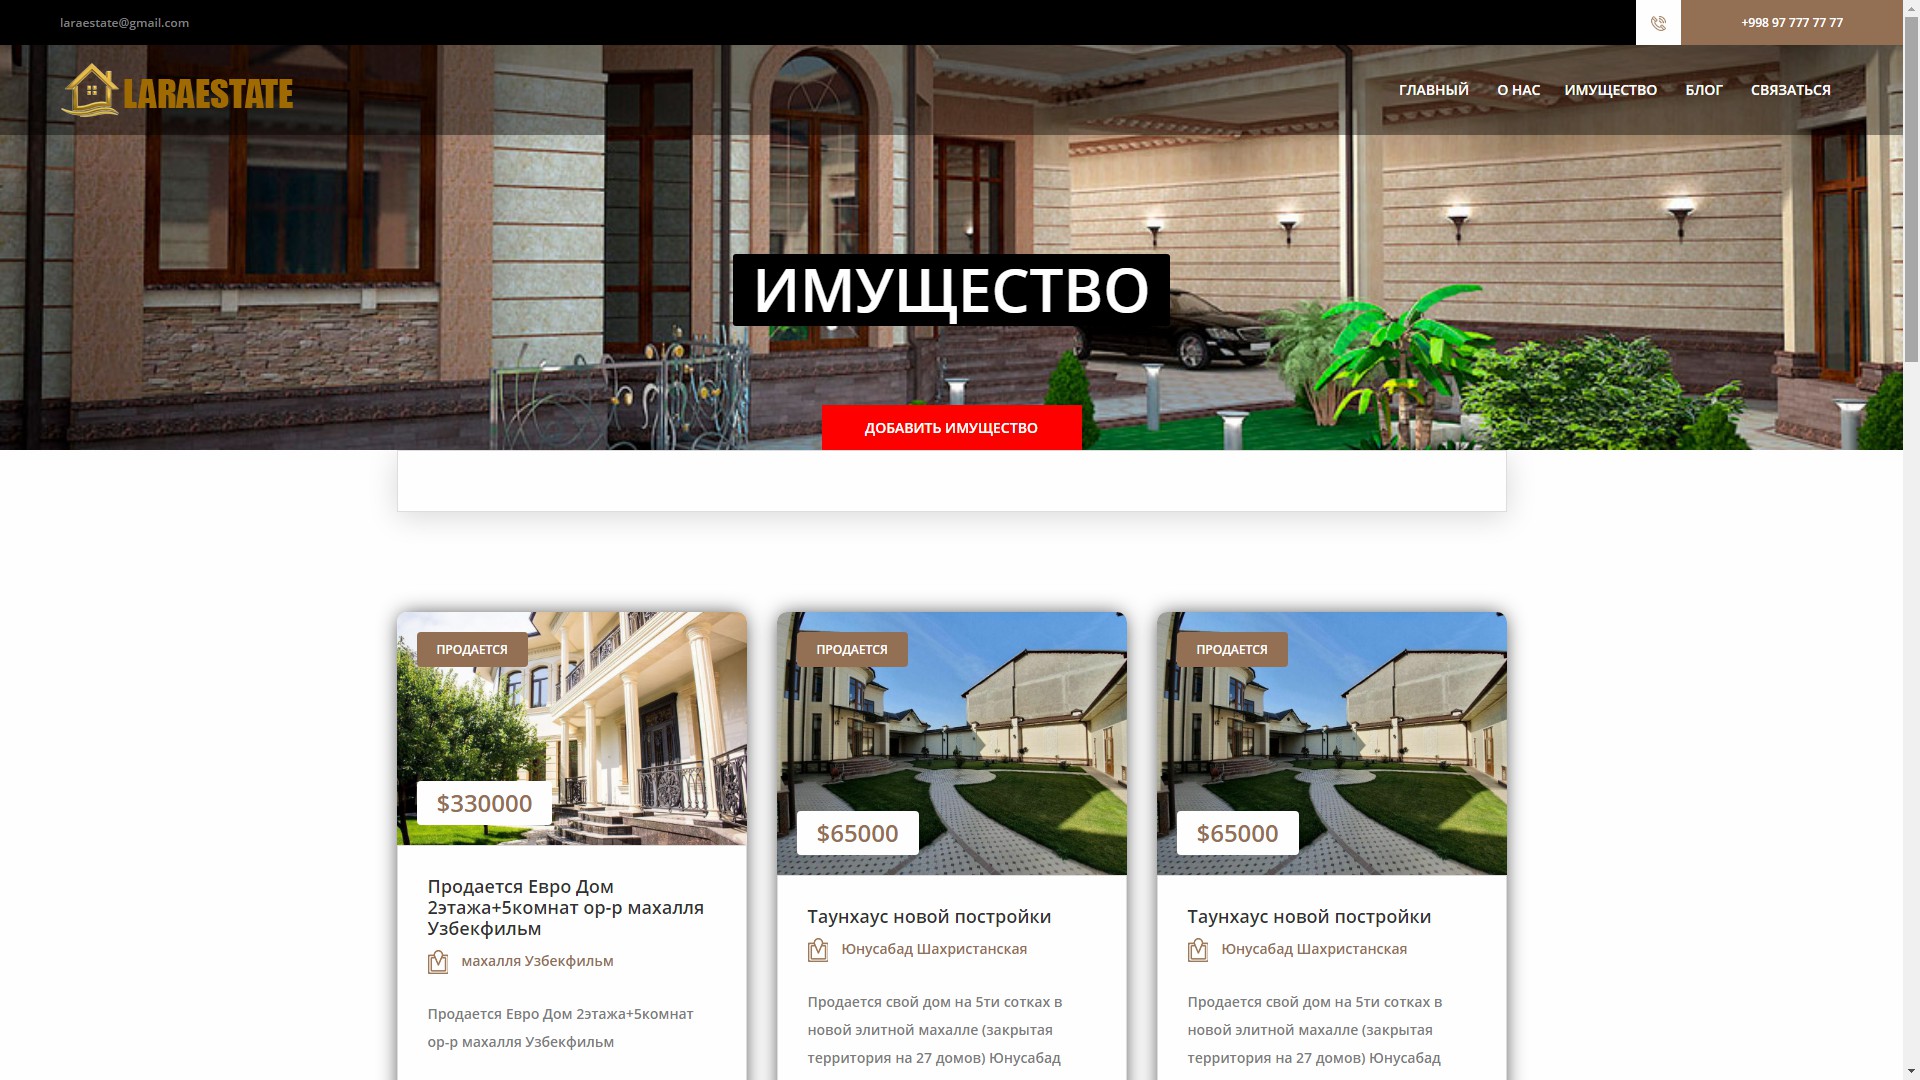 laraestate@gmail.com
+998 97 777 77 77
LARAESTATE
ГЛАВНЫЙ
О НАС
ИМУЩЕСТВО
БЛОГ
СВЯЗАТЬСЯ
ИМУЩЕСТВО
ДОБАВИТЬ ИМУЩЕСТВО
ПРОДАЕТСЯ
$330000
Продается Евро Дом
2этажа+5комнат ор-р махалля
Узбекфильм
махалля Узбекфильм
Продается Евро Дом 2этажа+5комнат
ор-р махалля Узбекфильм
ПРОДАЕТСЯ
$65000
Таунхаус новой постройки
Юнусабад Шахристанская
Продается свой дом на 5ти сотках в
новой элитной махалле (закрытая
территория на 27 домов) Юнусабад
ПРОДАЕТСЯ
$65000
Таунхаус новой постройки
Юнусабад Шахристанская
Продается свой дом на 5ти сотках в
новой элитной махалле (закрытая
территория на 27 домов) Юнусабад